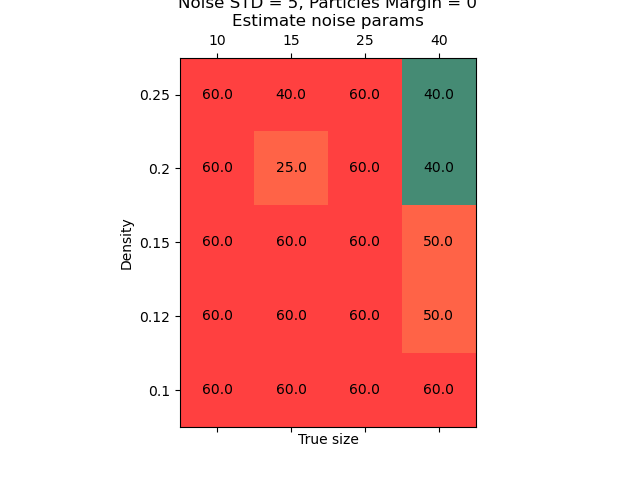 Noise STD = 5, Particles Margin = 0
Estimate noise params
10 15 25 40
0.25 60.0 40.0 60.0 40.0
0.2 60.0 25.0 60.0 40.0
0.15 60.0 60.0 60.0 50.0
Density
0.12 60.0 60.0 60.0 50.0
0.1 60.0 60.0 60.0 60.0
True size